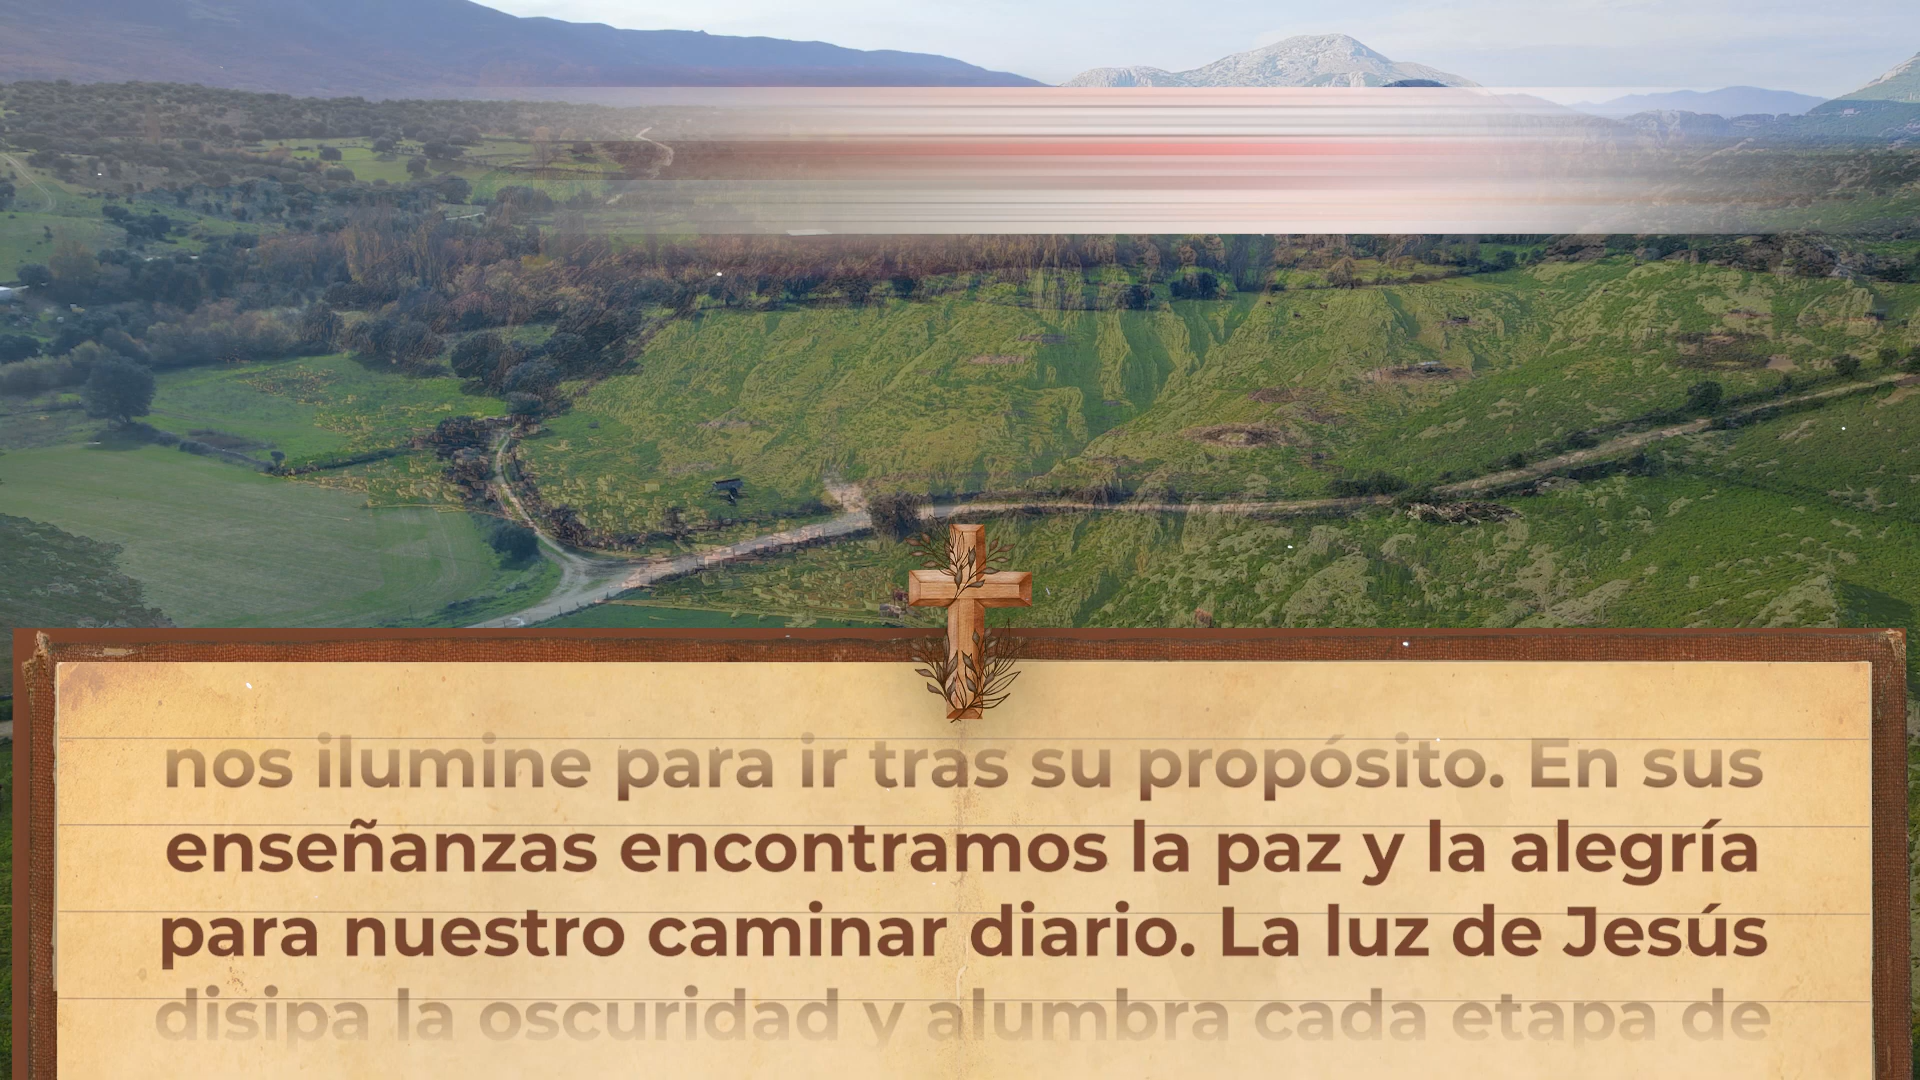 nos ilumine para ir tras su propósito. En sus
enseñanzas encontramos la paz y la alegría
para nuestro caminar diario. La luz de Jesús
disipa la oscuridad y alumbra cada etapa de